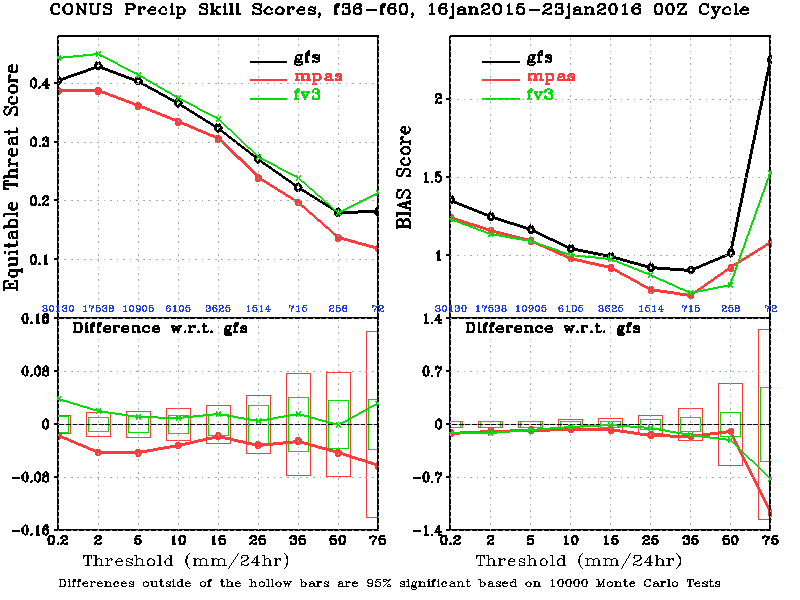 CONUS Precip Skill Scores, f36-f60, 16jan2015-23jan2016 00Z Cycle
Equitable Threat Score
0.4
0.3
0.2
0.1
gfs
mpas
fv3
30130 17538 10905 6105 3625 1514 715 258 72
BIAS Score
2
1.5
1
gfs
mpas
fv3
30130 17538 10905 6105 3625 1514 715 258 72
Difference w.r.t. gfs
0.16
0.08
0
-0.08
-0.16
0.2 2 5 10 15 25 35 50 75
Threshold (mm/24hr)
Difference w.r.t. gfs
1.4
0.7
0
-0.7
-1.4
0.2 2 5 10 15 25 35 50 75
Threshold (mm/24hr)
Differences outside of the hollow bars are 95% significant based on 10000 Monte Carlo Tests